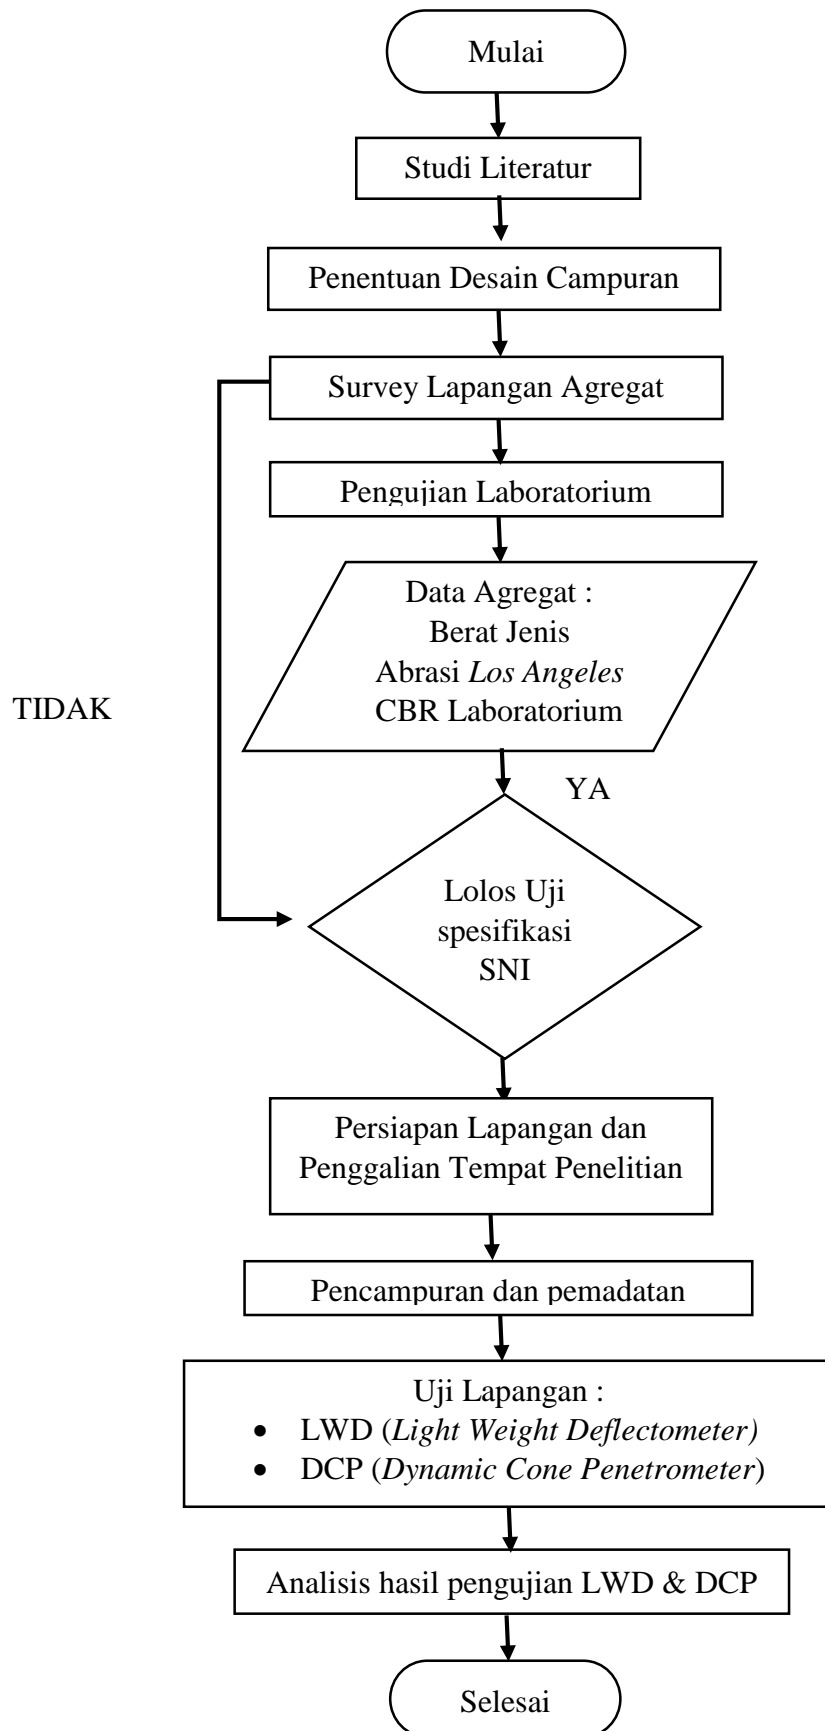 Mulai
Studi Literatur
Penentuan Desain Campuran
Survey Lapangan Agregat
Pengujian Laboratorium
Data Agregat :
Berat Jenis
Abrasi Los Angeles
CBR Laboratorium
TIDAK
YA
Lolos Uji
spesifikasi
SNI
Persiapan Lapangan dan
Penggalian Tempat Penelitian
Pencampuran dan pemadatan
Uji Lapangan :
• LWD (Light Weight Deflectometer)
• DCP (Dynamic Cone Penetrometer)
Analisis hasil pengujian LWD & DCP
Selesai